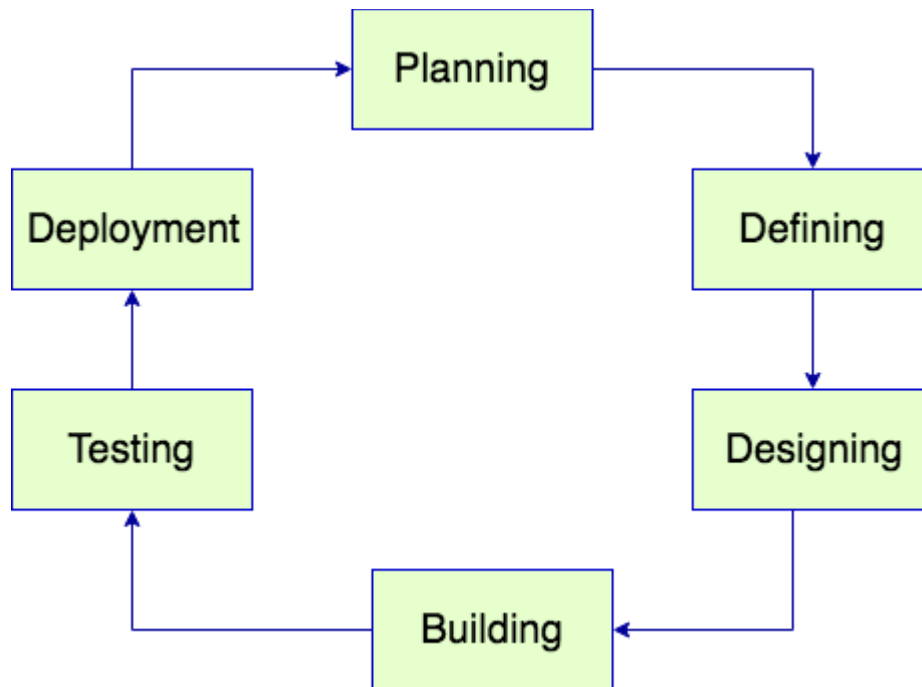 Planning
Defining
Designing
Building
Testing
Deployment